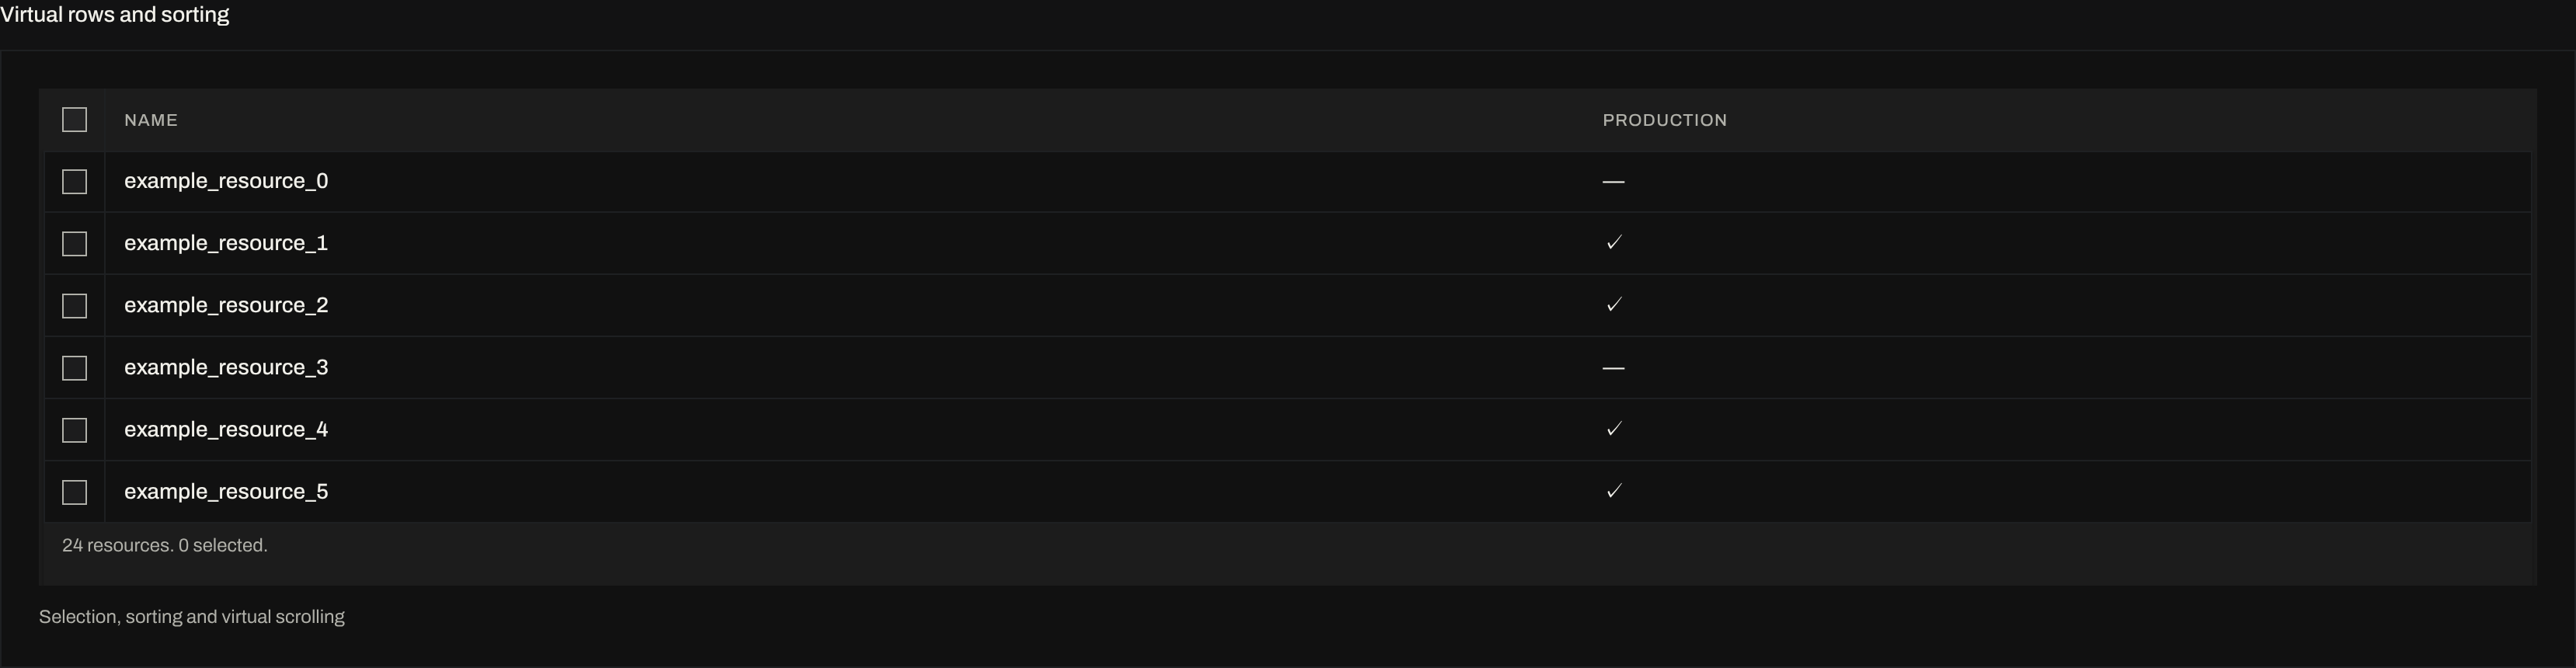 Virtual rows and sorting
NAME PRODUCTION
example_resource_0 —
example_resource_1 ✓
example_resource_2 ✓
example_resource_3 —
example_resource_4 ✓
example_resource_5 ✓
24 resources. 0 selected.
Selection, sorting and virtual scrolling